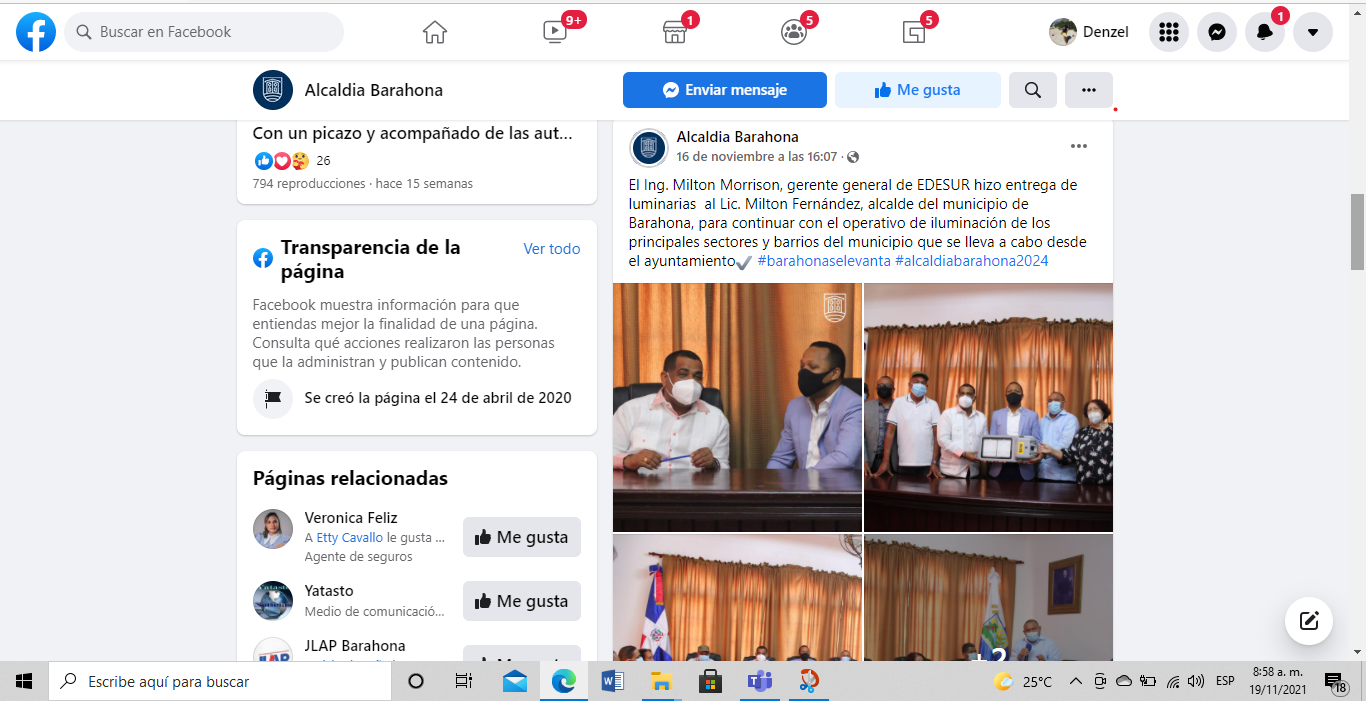 Buscar en Facebook
9+
1
5
5
Denzel
1
Alcaldia Barahona
Enviar mensaje
Me gusta
Con un picazo y acompañado de las aut...
26
794 reproducciones · hace 15 semanas
Transparencia de la
página
Ver todo
Facebook muestra información para que
entiendas mejor la finalidad de una página.
Consulta qué acciones realizaron las personas
que la administran y publican contenido.
Se creó la página el 24 de abril de 2020
Páginas relacionadas
Veronica Feliz
A Etty Cavallo le gusta ...
Agente de seguros
Me gusta
Yatasto
Medio de comunicació...
Me gusta
JLAP Barahona
Alcaldia Barahona
16 de noviembre a las 16:07 ·
El Ing. Milton Morrison, gerente general de EDESUR hizo entrega de
luminarias al Lic. Milton Fernández, alcalde del municipio de
Barahona, para continuar con el operativo de iluminación de los
principales sectores y barrios del municipio que se lleva a cabo desde
el ayuntamiento✔ #barahonaselevanta #alcaldiabarahona2024
+2
Escribe aquí para buscar
25°C
ESP
8:58 a. m.
19/11/2021
18